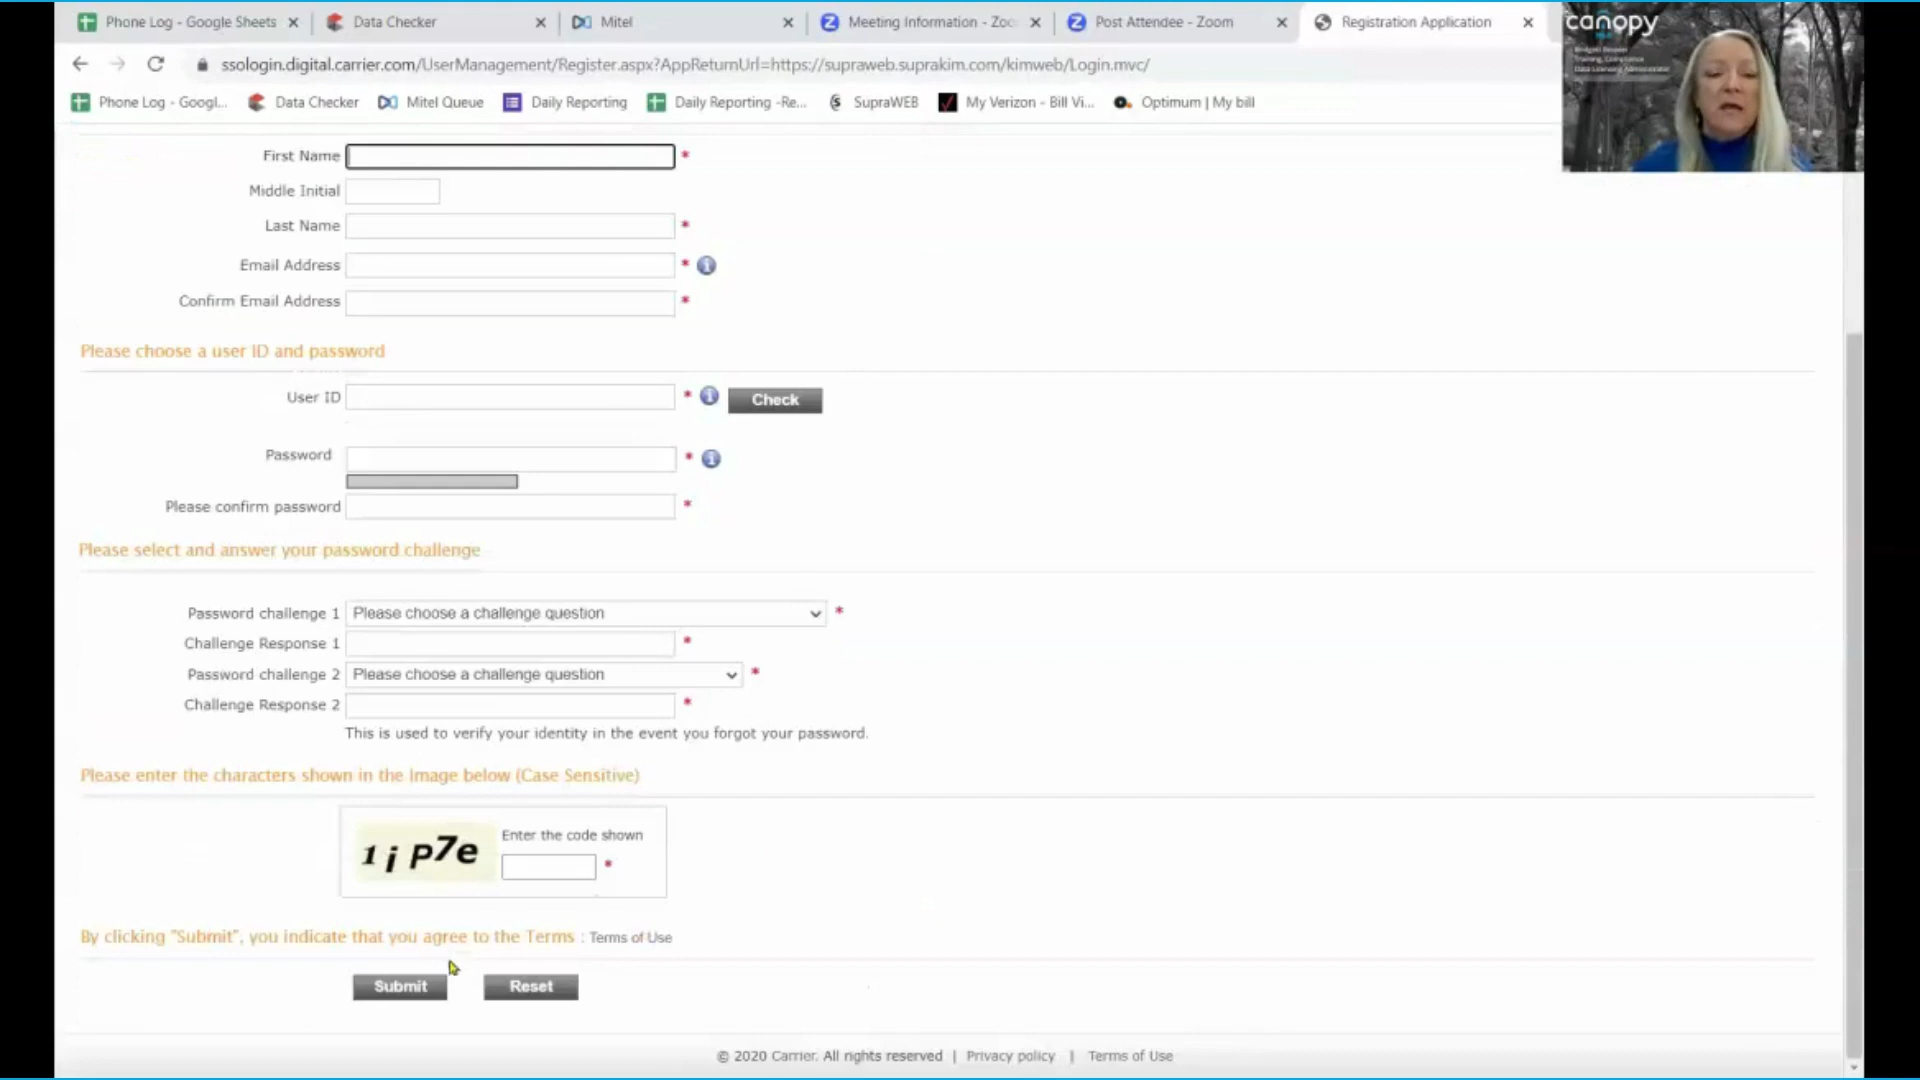 Phone Log - Google Sheets
Data Checker
Mitel
Meeting Information - Zoo
Post Attendee - Zoom
Registration Application
canopy
ssologin.digital.carrier.com/UserManagement/Register.aspx?AppReturnUrl=https://supraweb.suprakim.com/kimweb/Login.mvc/
Phone Log - Googl...
Data Checker
Mitel Queue
Daily Reporting
Daily Reporting -Re...
SupraWEB
My Verizon - Bill Vi...
Optimum | My bill
First Name *
Middle Initial
Last Name *
Email Address *
Confirm Email Address *
Please choose a user ID and password
User ID * Check
Password *
Please confirm password *
Please select and answer your password challenge
Password challenge 1 Please choose a challenge question *
Challenge Response 1 *
Password challenge 2 Please choose a challenge question *
Challenge Response 2 *
This is used to verify your identity in the event you forgot your password.
Please enter the characters shown in the Image below (Case Sensitive)
1 i P7e
Enter the code shown
*
By clicking "Submit", you indicate that you agree to the Terms : Terms of Use
Submit Reset
© 2020 Carrier. All rights reserved | Privacy policy | Terms of Use